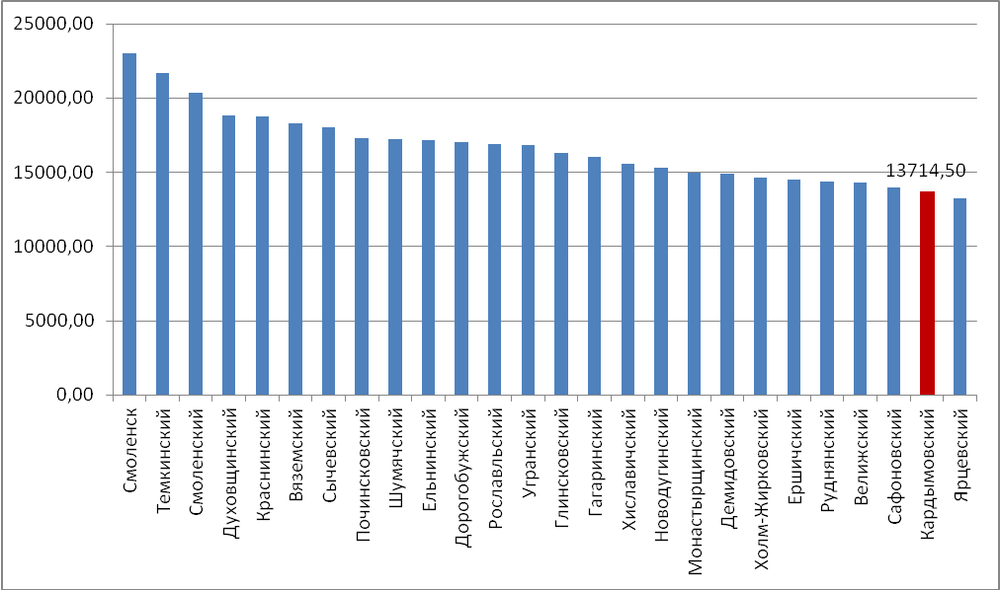 25000,00
20000,00
15000,00
10000,00
5000,00
0,00
13714,50
Смоленск
Темкинский
Смоленский
Духовщинский
Краснинский
Вяземский
Сычевский
Починсковский
Шумячский
Ельнинский
Дорогобужский
Рославльский
Угранский
Глинсковский
Гагаринский
Хиславичский
Новодугинский
Монастырщинский
Демидовский
Холм-Жирковский
Ершичский
Руднянский
Велижский
Сафоновский
Кардымовский
Ярцевский